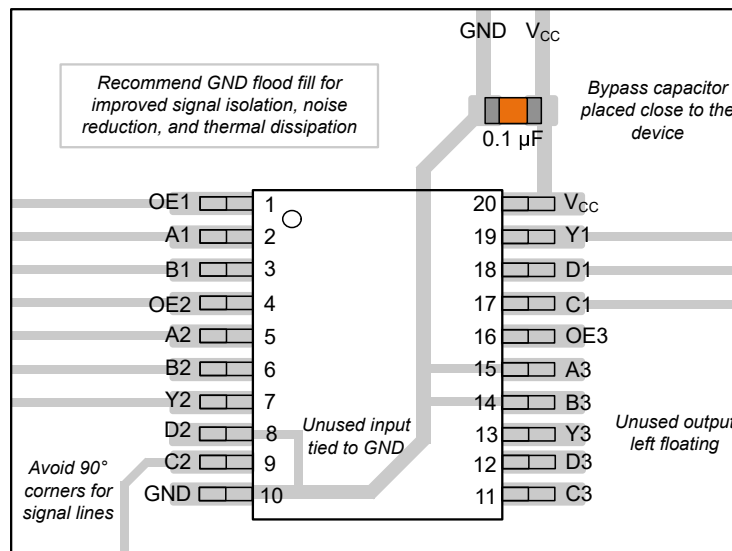 GND VCC
Recommend GND flood fill for
improved signal isolation, noise
reduction, and thermal dissipation
Bypass capacitor
placed close to the
device
0.1 µF
OE1 1 20 VCC
A1 2 19 Y1
B1 3 18 D1
OE2 4 17 C1
A2 5 16 OE3
B2 6 15 A3
Y2 7 14 B3
D2 8 13 Y3
C2 9 12 D3
GND 10 11 C3
Unused input
tied to GND
Unused output
left floating
Avoid 90°
corners for
signal lines